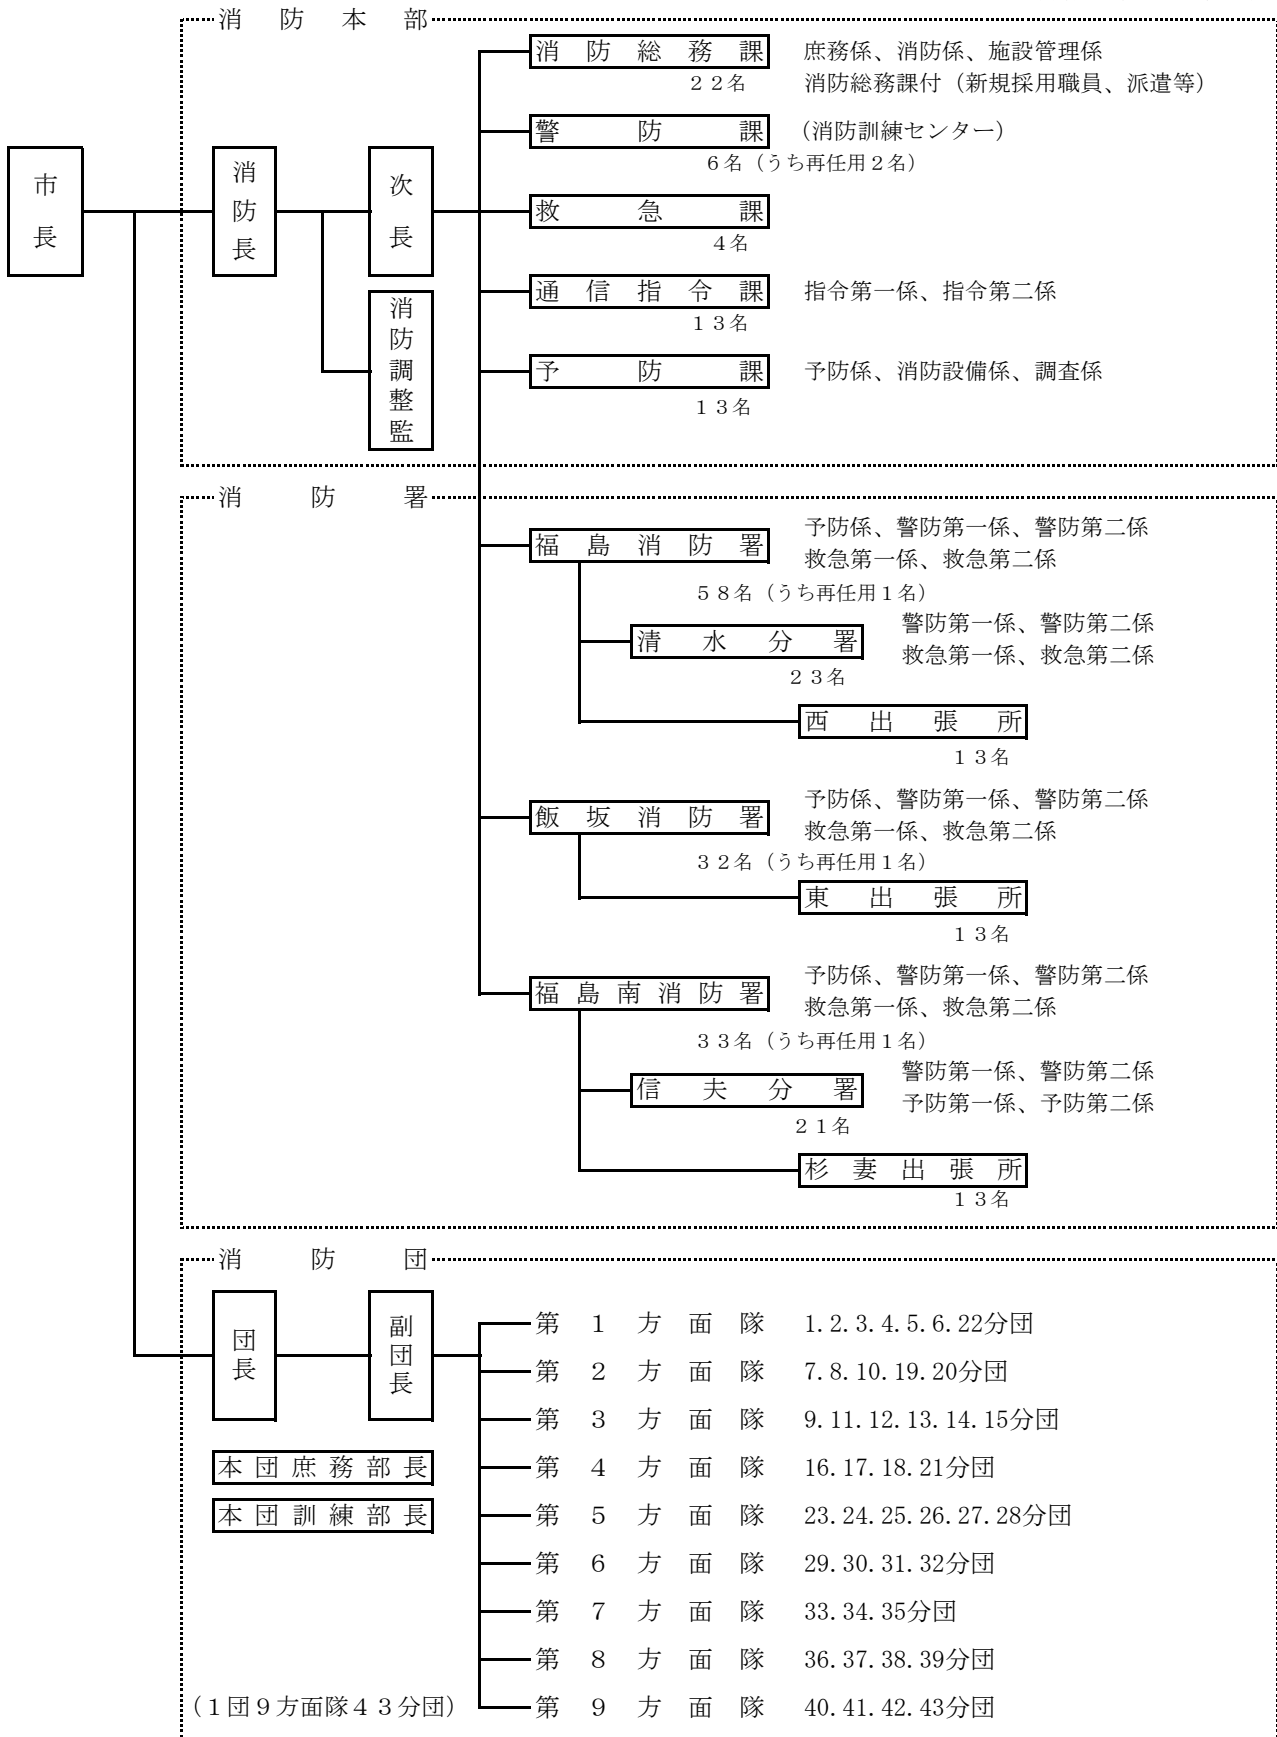 消防本部
消防総務課 庶務係、消防係、施設管理係
22名 消防総務課付（新規採用職員、派遣等）
警防課 （消防訓練センター）
6名（うち再任用2名）
市長
消防長
次長
救急課
4名
通信指令課 指令第一係、指令第二係
13名
消防調整監
予防課 予防係、消防設備係、調査係
13名
消防署
予防係、警防第一係、警防第二係
福島消防署
救急第一係、救急第二係
58名（うち再任用1名）
警防第一係、警防第二係
清水分署
救急第一係、救急第二係
23名
西出張所
13名
予防係、警防第一係、警防第二係
飯坂消防署
救急第一係、救急第二係
32名（うち再任用1名）
東出張所
13名
予防係、警防第一係、警防第二係
福島南消防署
救急第一係、救急第二係
33名（うち再任用1名）
警防第一係、警防第二係
信夫分署
予防第一係、予防第二係
21名
杉妻出張所
13名
消防団
団長
副団長
第1方面隊 1.2.3.4.5.6.22分団
第2方面隊 7.8.10.19.20分団
第3方面隊 9.11.12.13.14.15分団
本団庶務部長
第4方面隊 16.17.18.21分団
本団訓練部長
第5方面隊 23.24.25.26.27.28分団
第6方面隊 29.30.31.32分団
第7方面隊 33.34.35分団
第8方面隊 36.37.38.39分団
（1団9方面隊43分団） 第9方面隊 40.41.42.43分団